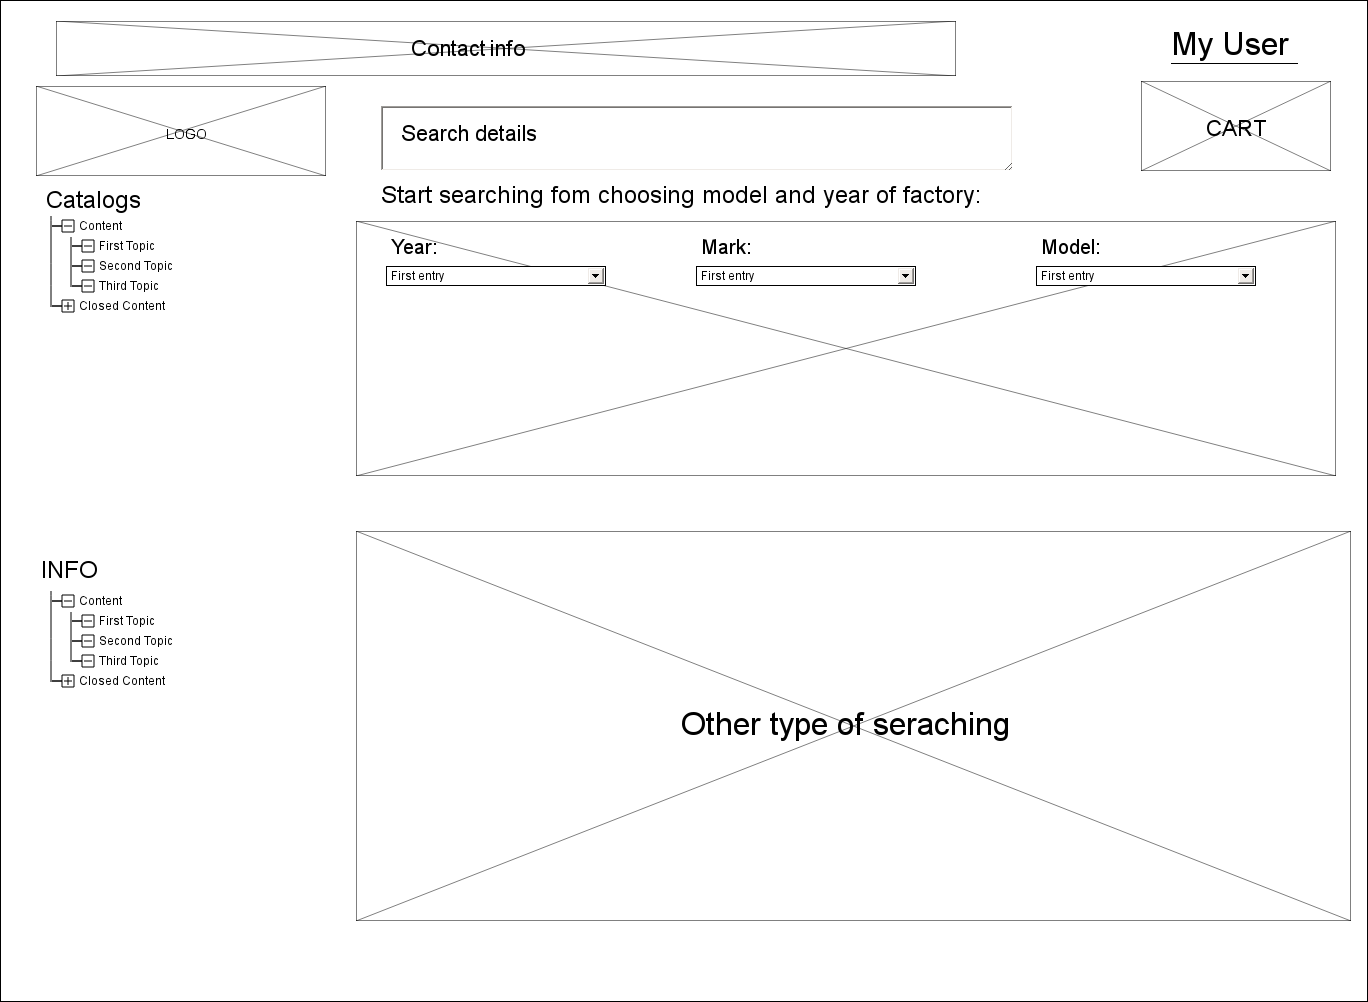 Contact info
My User
LOGO
Search details
CART
Catalogs
Start searching fom choosing model and year of factory:
Content
First Topic
Second Topic
Third Topic
Closed Content
Year:
Mark:
Model:
First entry
First entry
First entry
INFO
Content
First Topic
Second Topic
Third Topic
Closed Content
Other type of seraching